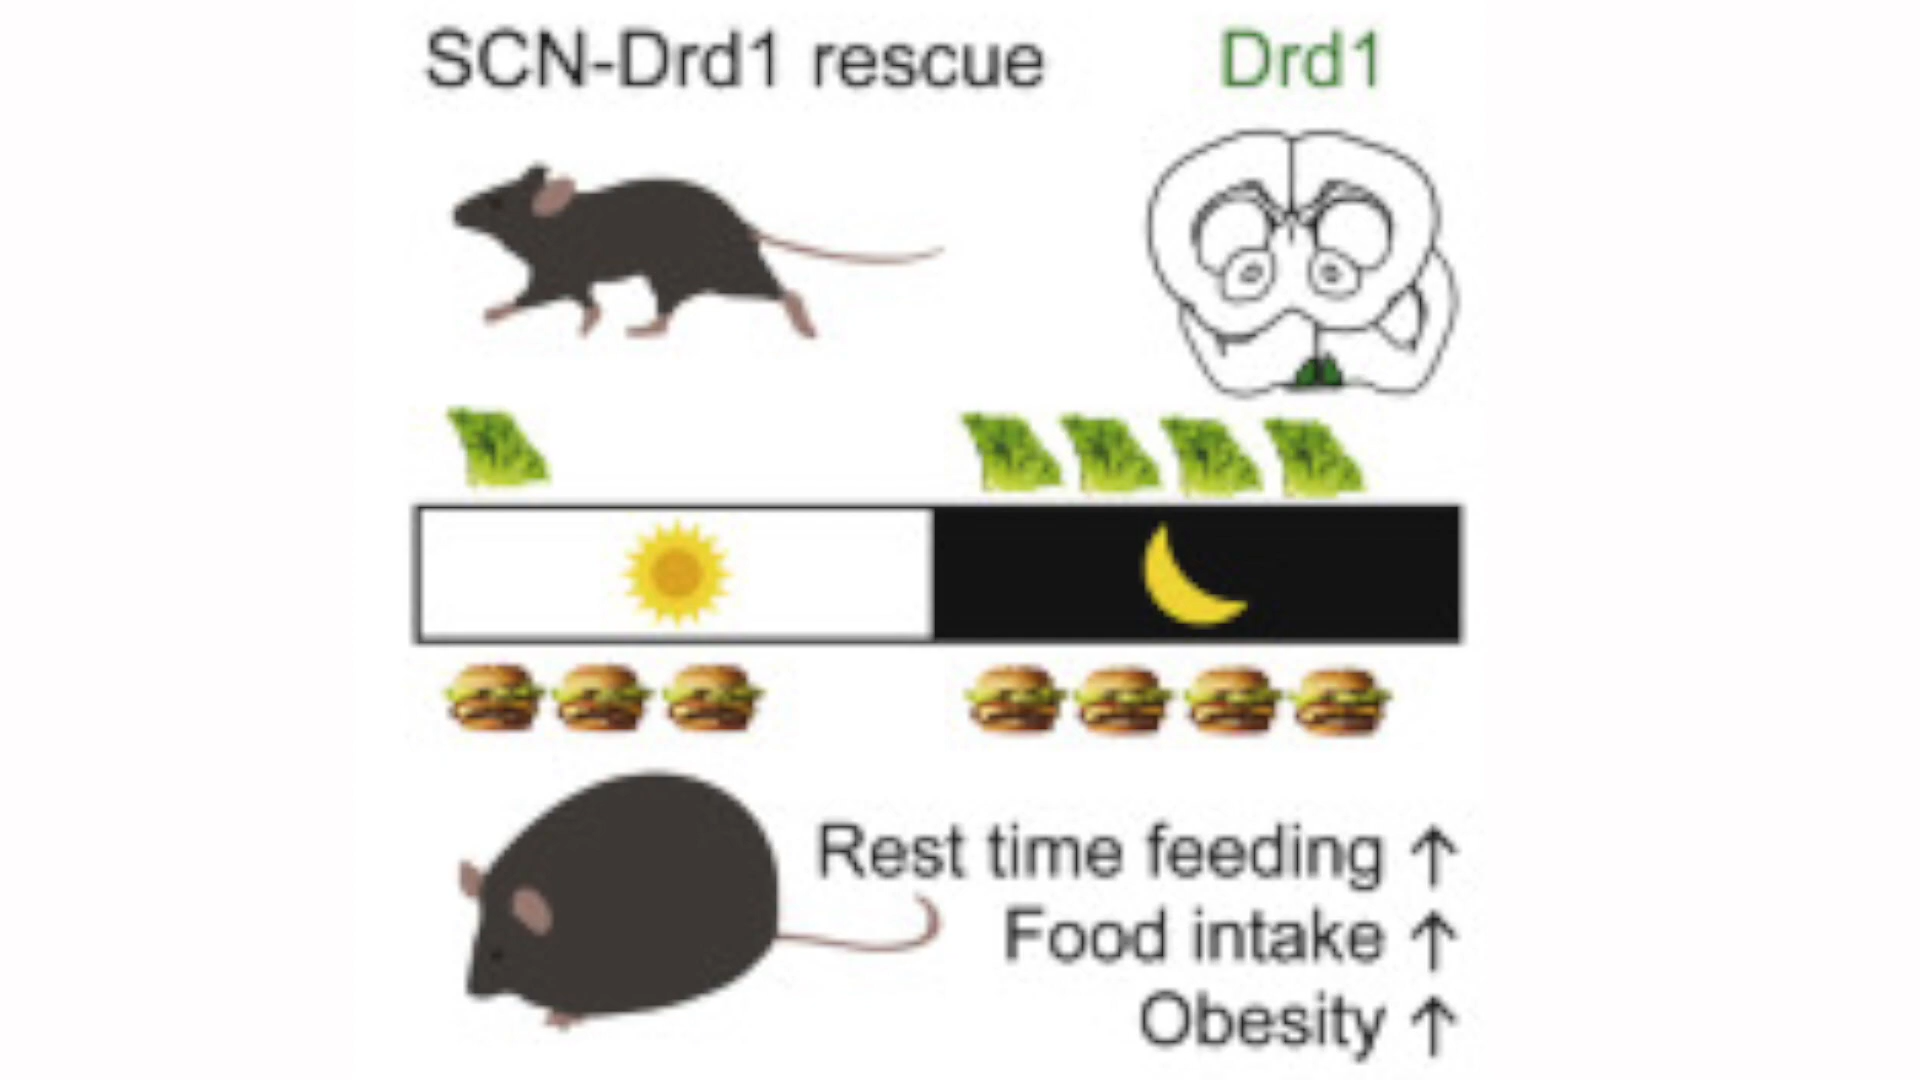 SCN-Drd1 rescue
Drd1
Rest time feeding ↑
Food intake ↑
Obesity ↑